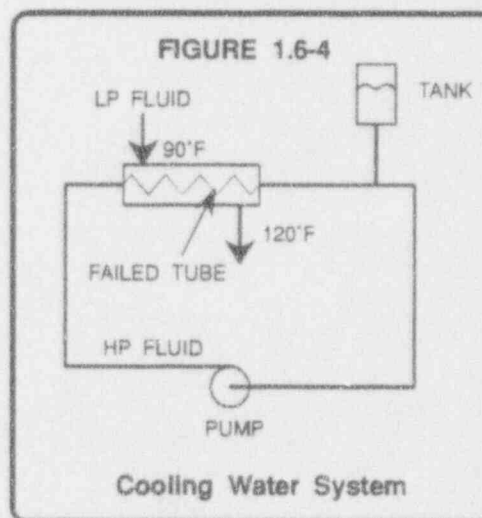 FIGURE 1.6-4
LP FLUID
TANK
90°F
120°F
FAILED TUBE
HP FLUID
PUMP
Cooling Water System